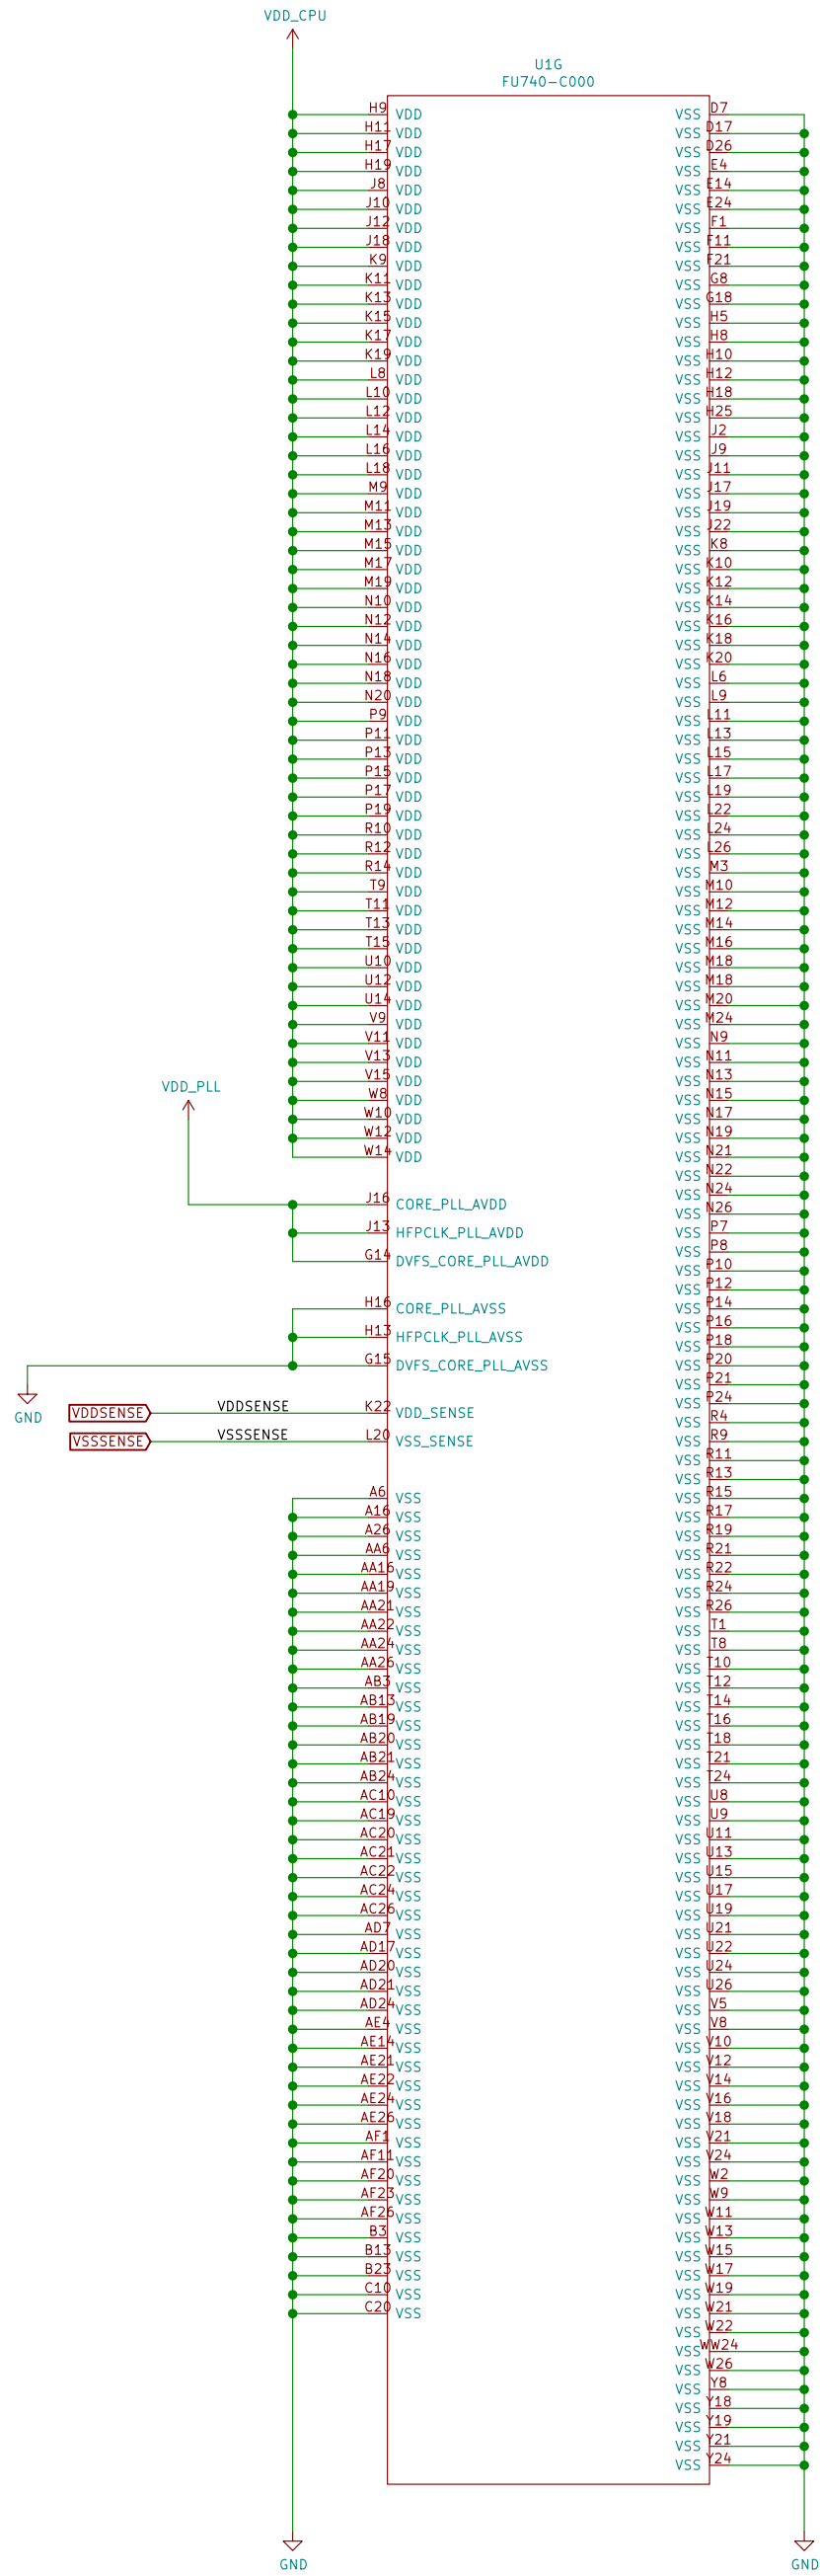 VDD_CPU
U1G
FU740-C000
H9 VDD
H11 VDD
H17 VDD
H19 VDD
J8 VDD
J10 VDD
J12 VDD
J18 VDD
K9 VDD
K11 VDD
K13 VDD
K15 VDD
K17 VDD
K19 VDD
L8 VDD
L10 VDD
L12 VDD
L14 VDD
L16 VDD
L18 VDD
M9 VDD
M11 VDD
M13 VDD
M15 VDD
M17 VDD
M19 VDD
N10 VDD
N12 VDD
N14 VDD
N16 VDD
N18 VDD
N20 VDD
P9 VDD
P11 VDD
P13 VDD
P15 VDD
P17 VDD
P19 VDD
R10 VDD
R12 VDD
R14 VDD
T9 VDD
T11 VDD
T13 VDD
T15 VDD
U10 VDD
U12 VDD
U14 VDD
V9 VDD
V11 VDD
V13 VDD
V15 VDD
W8 VDD
W10 VDD
W12 VDD
W14 VDD
VDD_PLL
J16 CORE_PLL_AVDD
J13 HFPCLK_PLL_AVDD
G14 DVFS_CORE_PLL_AVDD
H16 CORE_PLL_AVSS
H13 HFPCLK_PLL_AVSS
G15 DVFS_CORE_PLL_AVSS
GND
VDDSENSE VDDSENSE K22 VDD_SENSE
VSSSENSE VSSSENSE L20 VSS_SENSE
A6 VSS
A16 VSS
A26 VSS
AA6 VSS
AA16 VSS
AA19 VSS
AA21 VSS
AA22 VSS
AA24 VSS
AA26 VSS
AB3 VSS
AB13 VSS
AB19 VSS
AB20 VSS
AB21 VSS
AB24 VSS
AC10 VSS
AC19 VSS
AC20 VSS
AC21 VSS
AC22 VSS
AC24 VSS
AC26 VSS
AD7 VSS
AD17 VSS
AD20 VSS
AD21 VSS
AD24 VSS
AE4 VSS
AE14 VSS
AE21 VSS
AE22 VSS
AE24 VSS
AE26 VSS
AF1 VSS
AF11 VSS
AF20 VSS
AF23 VSS
AF26 VSS
B3 VSS
B13 VSS
B23 VSS
C10 VSS
C20 VSS
GND
VSS D7
VSS D17
VSS D26
VSS E4
VSS E14
VSS E24
VSS F1
VSS F11
VSS F21
VSS G8
VSS G18
VSS H5
VSS H8
VSS H10
VSS H12
VSS H18
VSS H25
VSS J2
VSS J9
VSS J11
VSS J17
VSS J19
VSS J22
VSS K8
VSS K10
VSS K12
VSS K14
VSS K16
VSS K18
VSS K20
VSS L6
VSS L9
VSS L11
VSS L13
VSS L15
VSS L17
VSS L19
VSS L22
VSS L24
VSS L26
VSS M3
VSS M10
VSS M12
VSS M14
VSS M16
VSS M18
VSS M18
VSS M20
VSS M24
VSS N9
VSS N11
VSS N13
VSS N15
VSS N17
VSS N19
VSS N21
VSS N22
VSS N24
VSS N26
VSS P7
VSS P8
VSS P10
VSS P12
VSS P14
VSS P16
VSS P18
VSS P20
VSS P21
VSS P24
VSS R4
VSS R9
VSS R11
VSS R13
VSS R15
VSS R17
VSS R19
VSS R21
VSS R22
VSS R24
VSS R26
VSS T1
VSS T8
VSS T10
VSS T12
VSS T14
VSS T16
VSS T18
VSS T21
VSS T24
VSS U8
VSS U9
VSS U11
VSS U13
VSS U15
VSS U17
VSS U19
VSS U21
VSS U22
VSS U24
VSS U26
VSS V5
VSS V8
VSS V10
VSS V12
VSS V14
VSS V16
VSS V18
VSS V21
VSS V24
VSS W2
VSS W9
VSS W11
VSS W13
VSS W15
VSS W17
VSS W19
VSS W21
VSS W22
VSS WW24
VSS W26
VSS Y8
VSS Y18
VSS Y19
VSS Y21
VSS Y24
GND